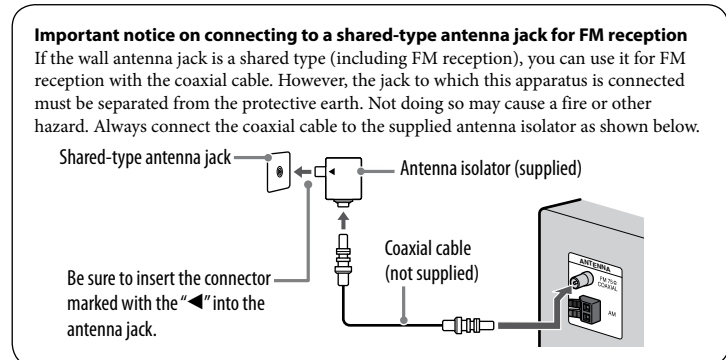 Important notice on connecting to a shared-type antenna jack for FM reception
If the wall antenna jack is a shared type (including FM reception), you can use it for FM
reception with the coaxial cable. However, the jack to which this apparatus is connected
must be separated from the protective earth. Not doing so may cause a fire or other
hazard. Always connect the coaxial cable to the supplied antenna isolator as shown below.
Shared-type antenna jack
Antenna isolator (supplied)
Be sure to insert the connector
marked with the "◀" into the
antenna jack.
Coaxial cable
(not supplied)
ANTENNA
FM 75Ω
COAXIAL
AM